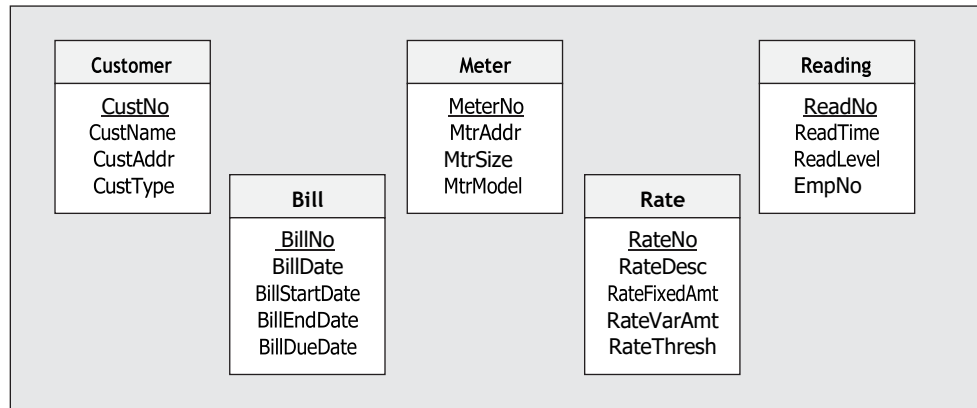 Customer
CustNo
CustName
CustAddr
CustType
Bill
BillNo
BillDate
BillStartDate
BillEndDate
BillDueDate
Meter
MeterNo
MtrAddr
MtrSize
MtrModel
Rate
RateNo
RateDesc
RateFixedAmt
RateVarAmt
RateThresh
Reading
ReadNo
ReadTime
ReadLevel
EmpNo